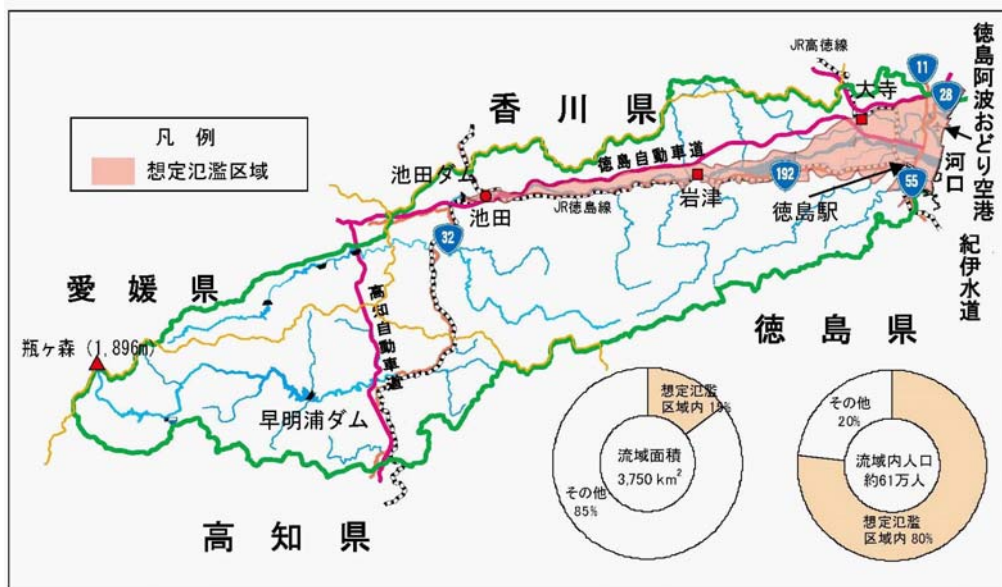 凡 例
想定氾濫区域
香 川 県
JR高徳線
大寺
11
28
徳島阿波おどり空港
河口
紀伊水道
徳島自動車道
池田ダム
池田
JR徳島線
岩津
192
徳島駅
55
32
愛 媛 県
瓶ヶ森（1,896m）
高知自動車道
早明浦ダム
徳 島 県
高 知 県
想定氾濫
区域内 15%
流域面積
3,750 km²
その他
85%
その他
20%
流域内人口
約61万人
想定氾濫
区域内 80%